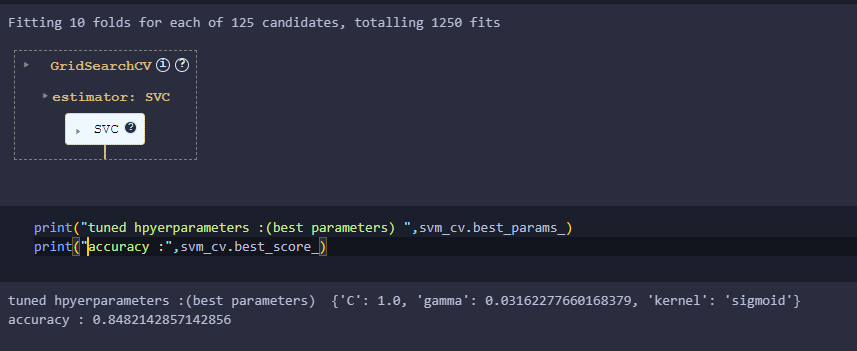 Fitting 10 folds for each of 125 candidates, totalling 1250 fits
GridSearchCV i ?
estimator: SVC
SVC ?
print("tuned hpyerparameters :(best parameters) ",svm_cv.best_params_)
print("accuracy :",svm_cv.best_score_)
tuned hpyerparameters :(best parameters)  {'C': 1.0, 'gamma': 0.03162277660168379, 'kernel': 'sigmoid'}
accuracy : 0.8482142857142856